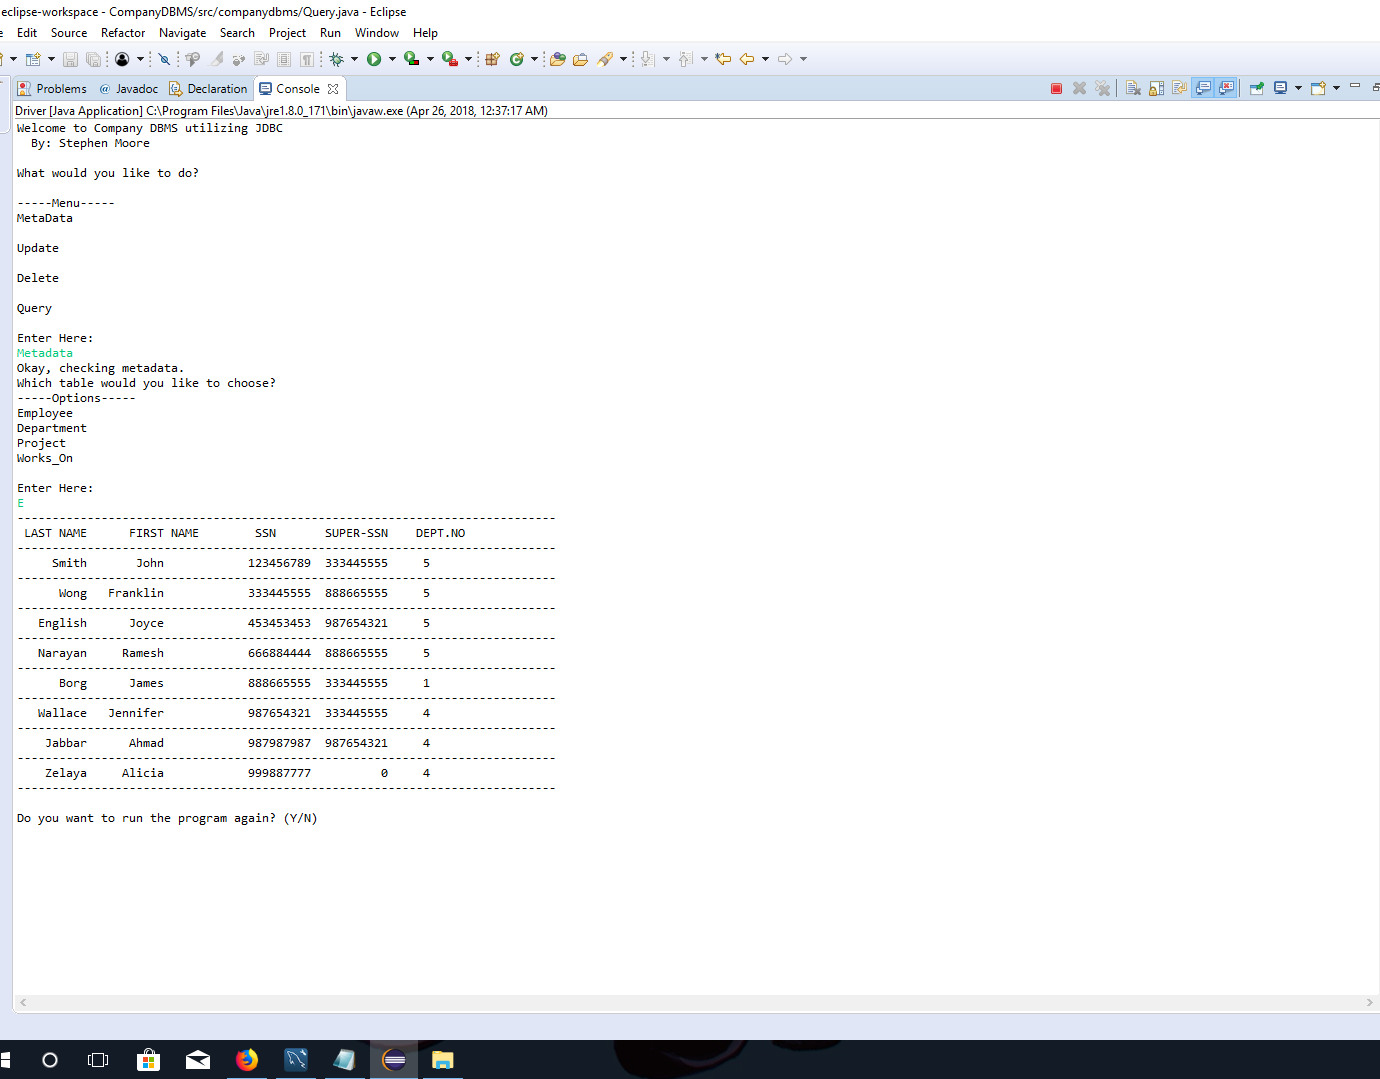 eclipse-workspace - CompanyDBMS/src/companydbms/Query.java - Eclipse
Edit Source Refactor Navigate Search Project Run Window Help
Problems @ Javadoc Declaration Console
Driver [Java Application] C:\Program Files\Java\jre1.8.0_171\bin\javaw.exe (Apr 26, 2018, 12:37:17 AM)
Welcome to Company DBMS utilizing JDBC
By: Stephen Moore
What would you like to do?
-----Menu-----
MetaData
Update
Delete
Query
Enter Here:
Metadata
Okay, checking metadata.
Which table would you like to choose?
-----Options-----
Employee
Department
Project
Works_On
Enter Here:
E
-----------------------------------------------------------------------------
LAST NAME FIRST NAME SSN SUPER-SSN DEPT.NO
-----------------------------------------------------------------------------
Smith John 123456789 333445555 5
-----------------------------------------------------------------------------
Wong Franklin 333445555 888665555 5
-----------------------------------------------------------------------------
English Joyce 453453453 987654321 5
-----------------------------------------------------------------------------
Narayan Ramesh 666884444 888665555 5
-----------------------------------------------------------------------------
Borg James 888665555 333445555 1
-----------------------------------------------------------------------------
Wallace Jennifer 987654321 333445555 4
-----------------------------------------------------------------------------
Jabbar Ahmad 987987987 987654321 4
-----------------------------------------------------------------------------
Zelaya Alicia 999887777 0 4
-----------------------------------------------------------------------------
Do you want to run the program again? (Y/N)